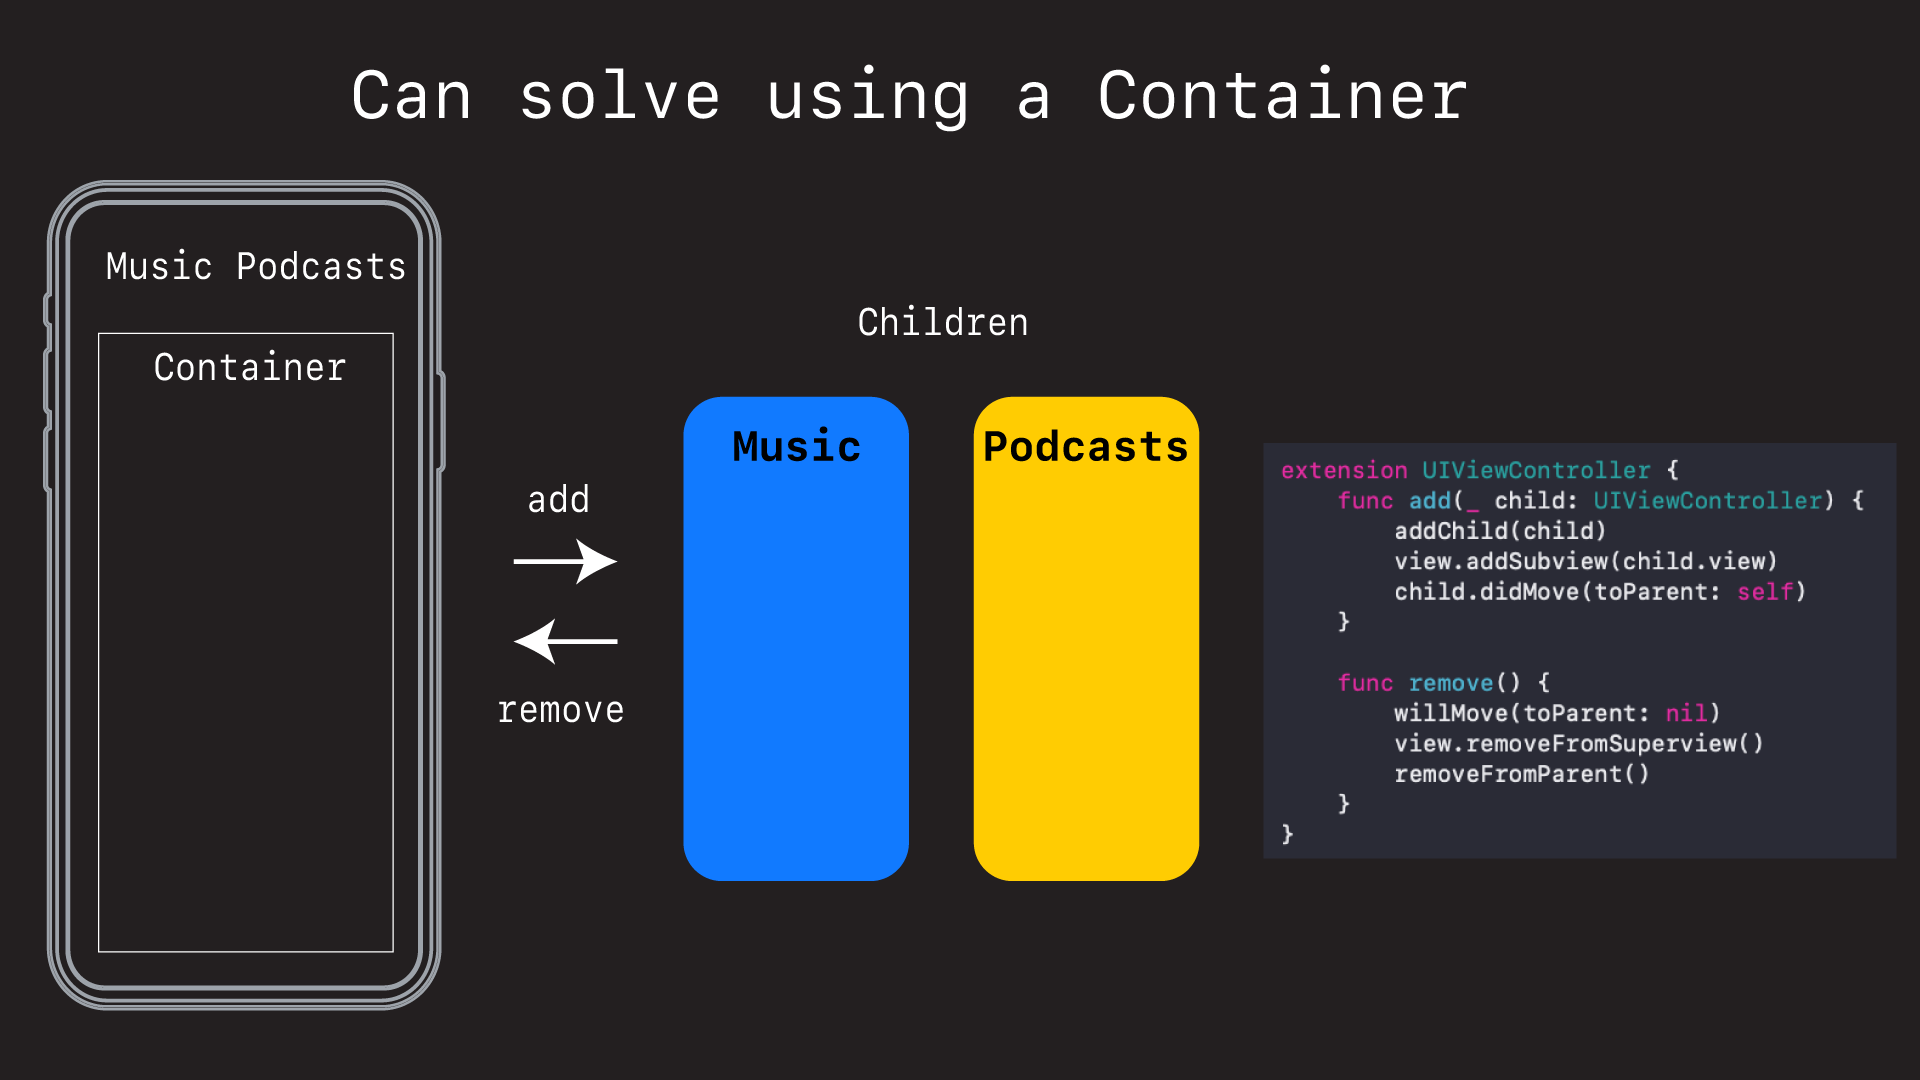 Can solve using a Container
Music Podcasts
Container
add
remove
Children
Music
Podcasts
extension UIViewController {
    func add(_ child: UIViewController) {
        addChild(child)
        view.addSubview(child.view)
        child.didMove(toParent: self)
    }

    func remove() {
        willMove(toParent: nil)
        view.removeFromSuperview()
        removeFromParent()
    }
}